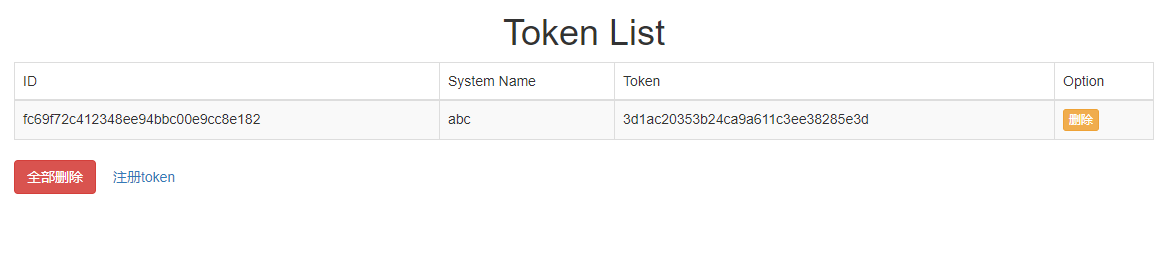 Token List
ID System Name Token Option
fc69f72c412348ee94bbc00e9cc8e182 abc 3d1ac20353b24ca9a611c3ee38285e3d 删除
全部删除 注册token